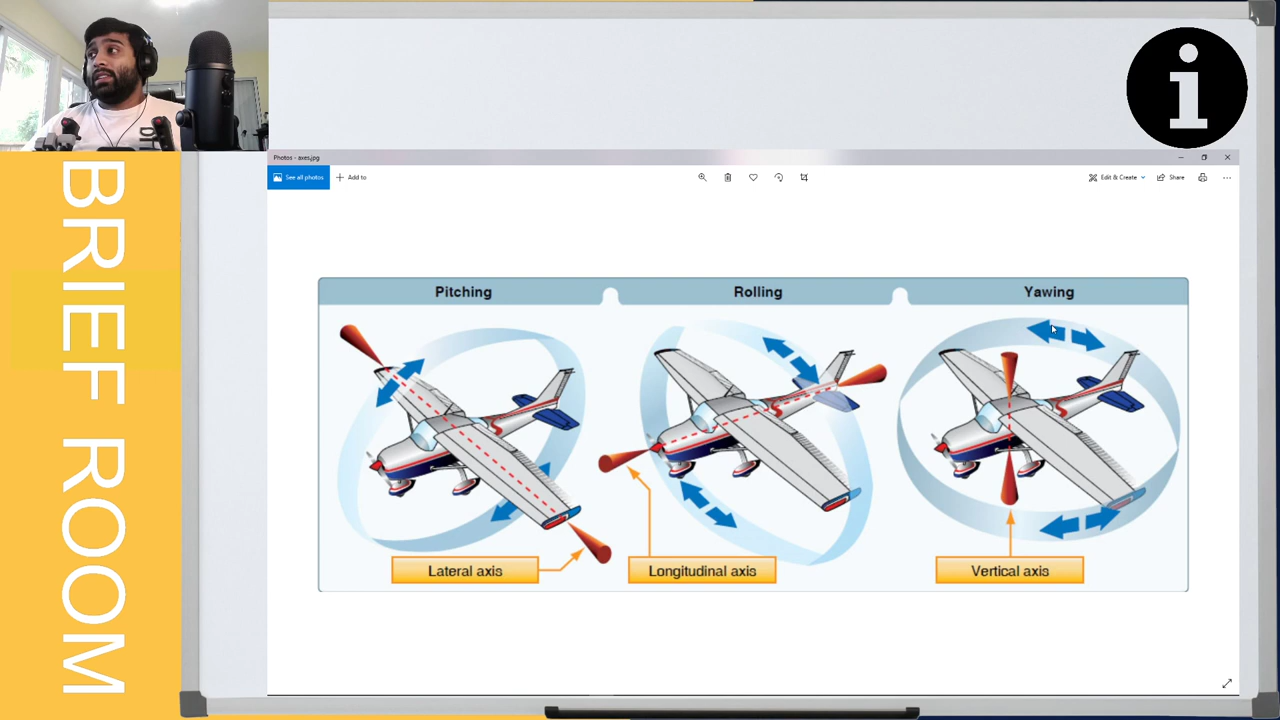 BRIEF ROOM
Photos - axes.jpg
See all photos
Add to
Edit & Create
Share
Pitching
Rolling
Yawing
Lateral axis
Longitudinal axis
Vertical axis